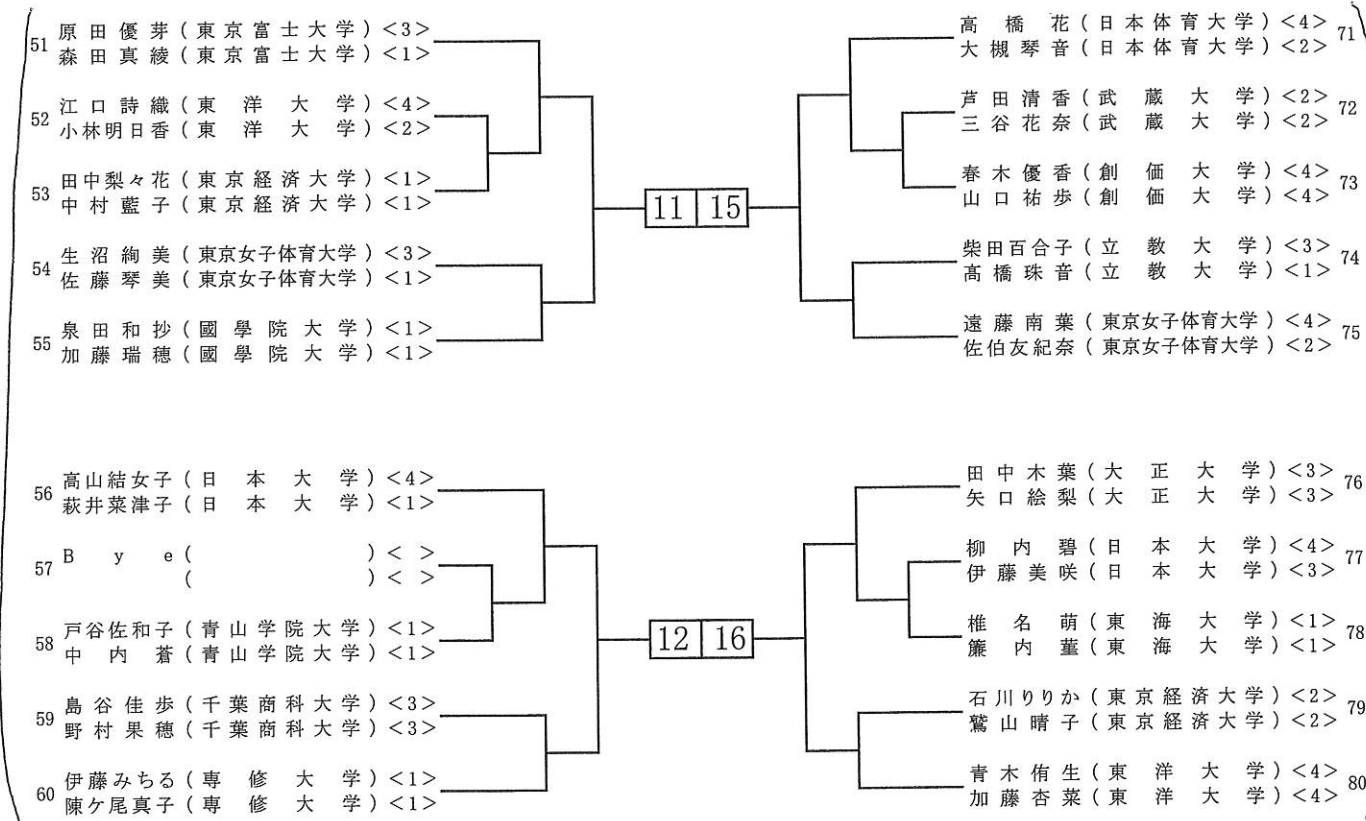 51 原田優芽(東京富士大学)<3>
森田真綾(東京富士大学)<1>
52 江口詩織(東洋大学)<4>
小林明日香(東洋大学)<2>
53 田中梨々花(東京経済大学)<1>
中村藍子(東京経済大学)<1>
54 生沼絢美(東京女子体育大学)<3>
佐藤琴美(東京女子体育大学)<1>
55 泉田和抄(國學院大学)<1>
加藤瑞穂(國學院大学)<1>
11 15
高橋花(日本体育大学)<4> 71
大槻琴音(日本体育大学)<2>
芦田清香(武蔵大学)<2> 72
三谷花奈(武蔵大学)<2>
春木優香(創価大学)<4> 73
山口祐歩(創価大学)<4>
柴田百合子(立教大学)<3> 74
髙橋珠音(立教大学)<1>
遠藤南葉(東京女子体育大学)<4> 75
佐伯友紀奈(東京女子体育大学)<2>
56 高山結女子(日本大学)<4>
萩井菜津子(日本大学)<1>
57 Bye( )< >
( )< >
58 戸谷佐和子(青山学院大学)<1>
中内蒼(青山学院大学)<1>
59 島谷佳歩(千葉商科大学)<3>
野村果穂(千葉商科大学)<3>
60 伊藤みちる(専修大学)<1>
陳ケ尾真子(専修大学)<1>
12 16
田中木葉(大正大学)<3> 76
矢口絵梨(大正大学)<3>
柳内碧(日本大学)<4> 77
伊藤美咲(日本大学)<3>
椎名萌(東海大学)<1> 78
簾内菫(東海大学)<1>
石川りりか(東京経済大学)<2> 79
鷲山晴子(東京経済大学)<2>
青木侑生(東洋大学)<4> 80
加藤杏菜(東洋大学)<4>